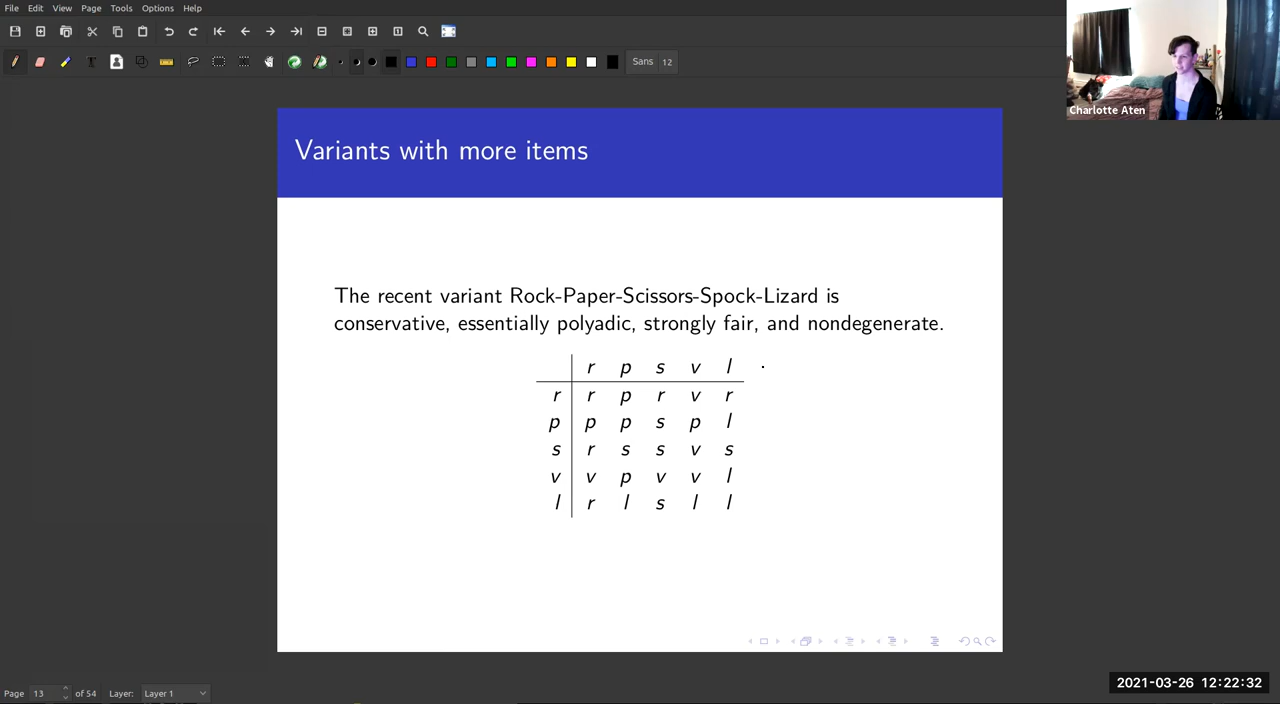 File Edit View Page Tools Options Help
Sans 12
Charlotte Aten
Variants with more items
The recent variant Rock-Paper-Scissors-Spock-Lizard is
conservative, essentially polyadic, strongly fair, and nondegenerate.
r p s v l
r r p r v r
p p p s p l
s r s s v s
v v p v v l
l r l s l l
2021-03-26 12:22:32
Page 13 of 54 Layer: Layer 1